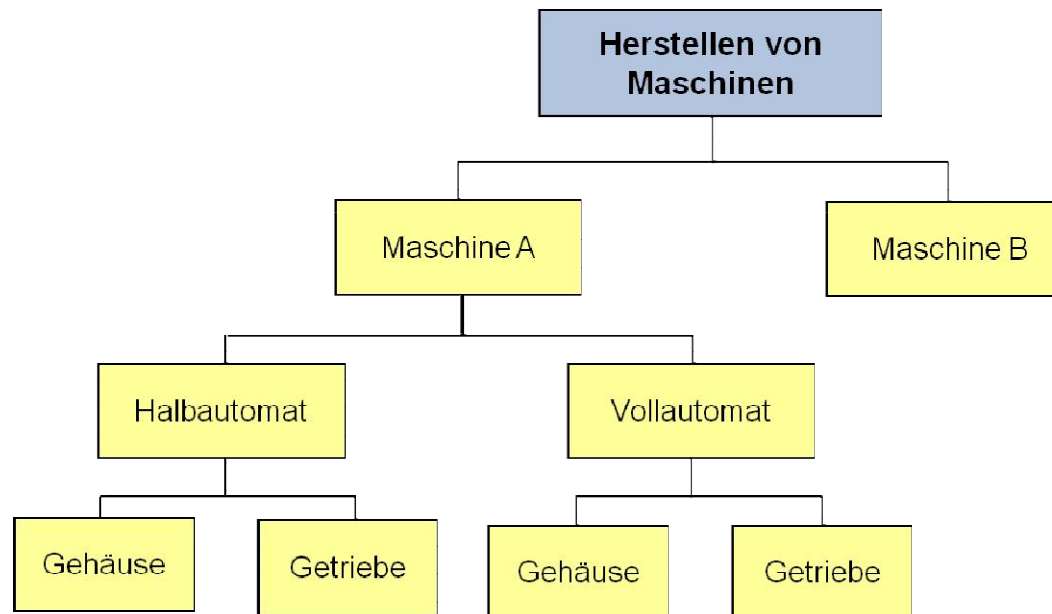 Herstellen von
Maschinen
Maschine A
Maschine B
Halbautomat
Vollautomat
Gehäuse
Getriebe
Gehäuse
Getriebe